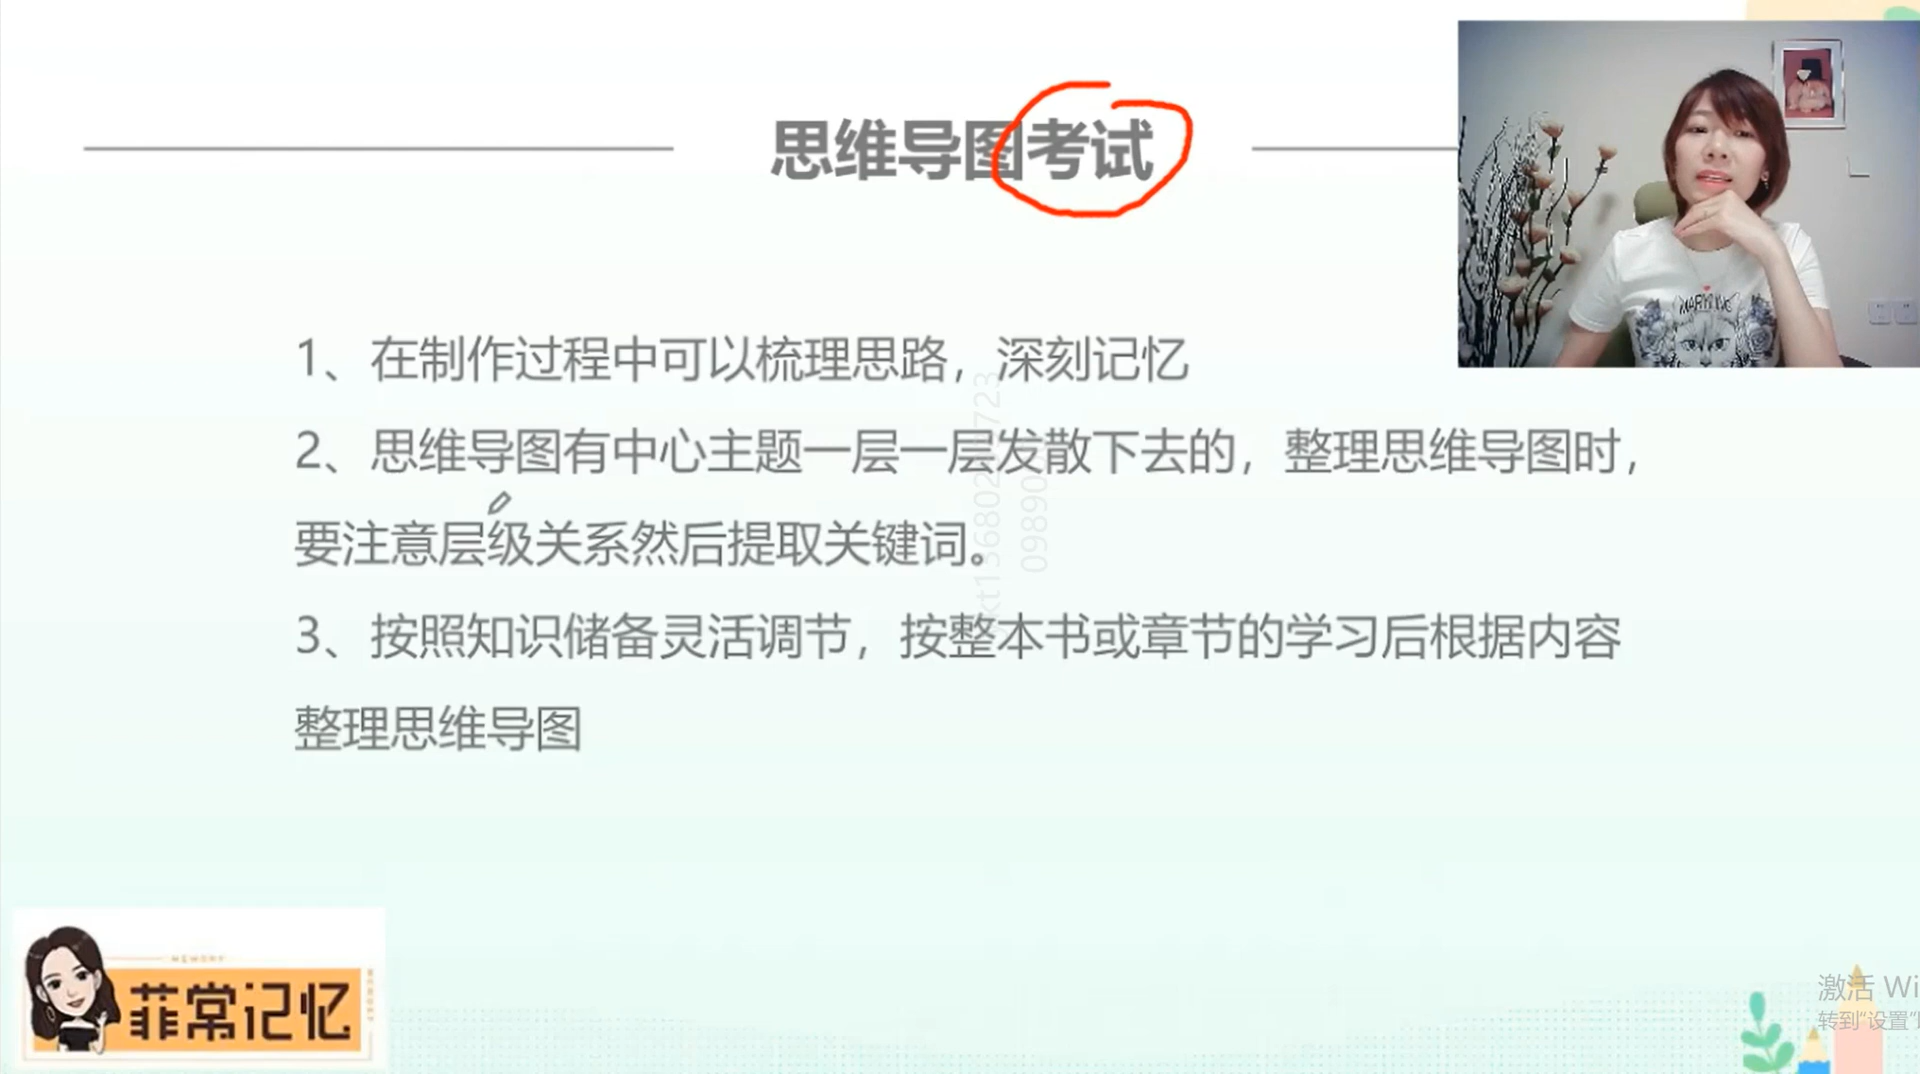 思维导图考试
1、在制作过程中可以梳理思路，深刻记忆
2、思维导图有中心主题一层一层发散下去的，整理思维导图时，
要注意层级关系然后提取关键词。
3、按照知识储备灵活调节，按整本书或章节的学习后根据内容
整理思维导图
MEMORY
菲常记忆
激活 Wi
转到"设置"